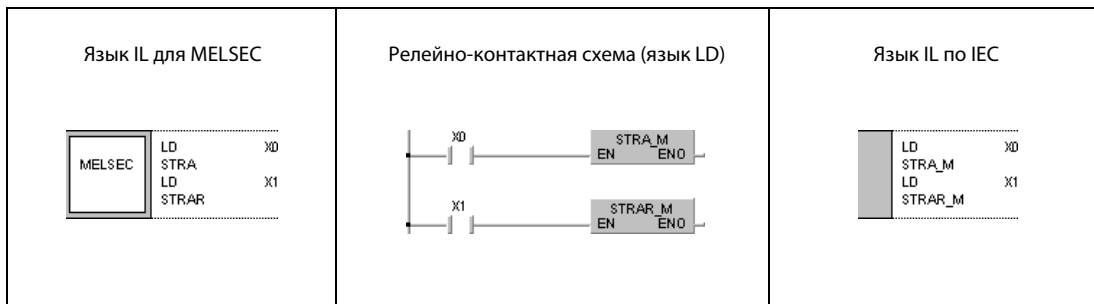 Язык IL для MELSEC
MELSEC
LD X0
STRA
LD X1
STRAR
Релейно-контактная схема (язык LD)
X0
STRA_M
EN ENO
X1
STRAR_M
EN ENO
Язык IL по IEC
LD X0
STRA_M
LD X1
STRAR_M